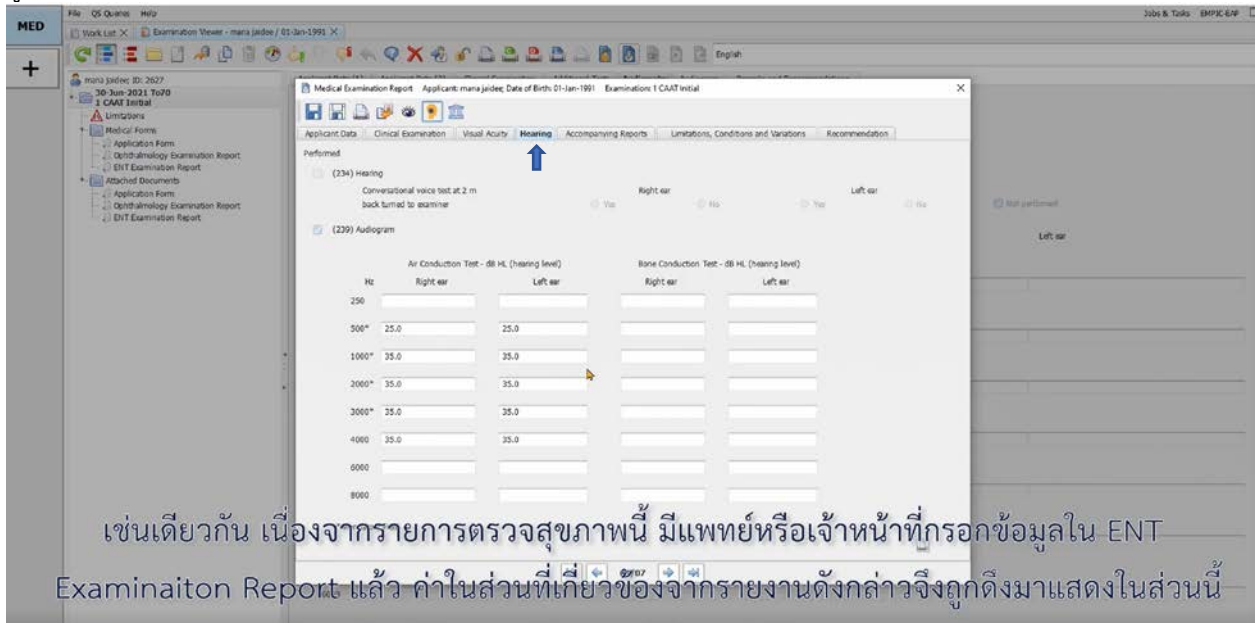 MED
+
File QS Queries Help
Jobs & Tasks EMPIC-EAP
Work List X Examination Viewer - mana jaidee / 01-Jan-1991 X
English
mana jaidee; ID: 2627
30-Jun-2021 To70
1 CAAT Initial
Limitations
Medical Forms
Application Form
Ophthalmology Examination Report
ENT Examination Report
Attached Documents
Application Form
Ophthalmology Examination Report
ENT Examination Report
Medical Examination Report Applicant: mana jaidee; Date of Birth: 01-Jan-1991 Examination: 1 CAAT Initial X
Applicant Data Clinical Examination Visual Acuity Hearing Accompanying Reports Limitations, Conditions and Variations Recommendation
Performed
(234) Hearing
Conversational voice test at 2 m Right ear Left ear
back turned to examiner Yes No Yes No Not performed
Left ear
(239) Audiogram
Air Conduction Test - dB HL (hearing level) Bone Conduction Test - dB HL (hearing level)
Hz Right ear Left ear Right ear Left ear
250
500* 25.0 25.0
1000* 35.0 35.0
2000* 35.0 35.0
3000* 35.0 35.0
4000 35.0 35.0
6000
8000
เช่นเดียวกัน เนื่องจากรายการตรวจสุขภาพนี้ มีแพทย์หรือเจ้าหน้าที่กรอกข้อมูลใน ENT
Examinaiton Report แล้ว ค่าในส่วนที่เกี่ยวข้องจากรายงานดังกล่าวจึงถูกดึงมาแสดงในส่วนนี้